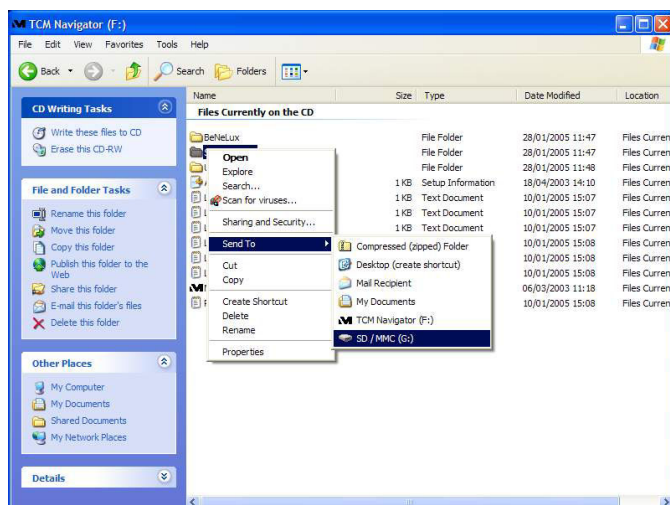 TCM Navigator (F:)
File Edit View Favorites Tools Help
Back Search Folders
Name Size Type Date Modified Location
CD Writing Tasks
Write these files to CD
Erase this CD-RW
File and Folder Tasks
Rename this folder
Move this folder
Copy this folder
Publish this folder to the
Web
Share this folder
E-mail this folder's files
Delete this folder
Other Places
My Computer
My Documents
Shared Documents
My Network Places
Details
Files Currently on the CD
BeNeLux File Folder 28/01/2005 11:47 Files Curren
File Folder 28/01/2005 11:47 Files Curren
File Folder 28/01/2005 11:48 Files Curren
1 KB Setup Information 18/04/2003 14:10 Files Curren
1 KB Text Document 10/01/2005 15:07 Files Curren
1 KB Text Document 10/01/2005 15:07 Files Curren
1 KB Text Document 10/01/2005 15:07 Files Curren
10/01/2005 15:08 Files Curren
10/01/2005 15:08 Files Curren
10/01/2005 15:08 Files Curren
06/03/2003 11:18 Files Curren
10/01/2005 15:08 Files Curren
Open
Explore
Search...
Scan for viruses...
Sharing and Security...
Send To
Cut
Copy
Create Shortcut
Delete
Rename
Properties
Compressed (zipped) Folder
Desktop (create shortcut)
Mail Recipient
My Documents
TCM Navigator (F:)
SD / MMC (G:)